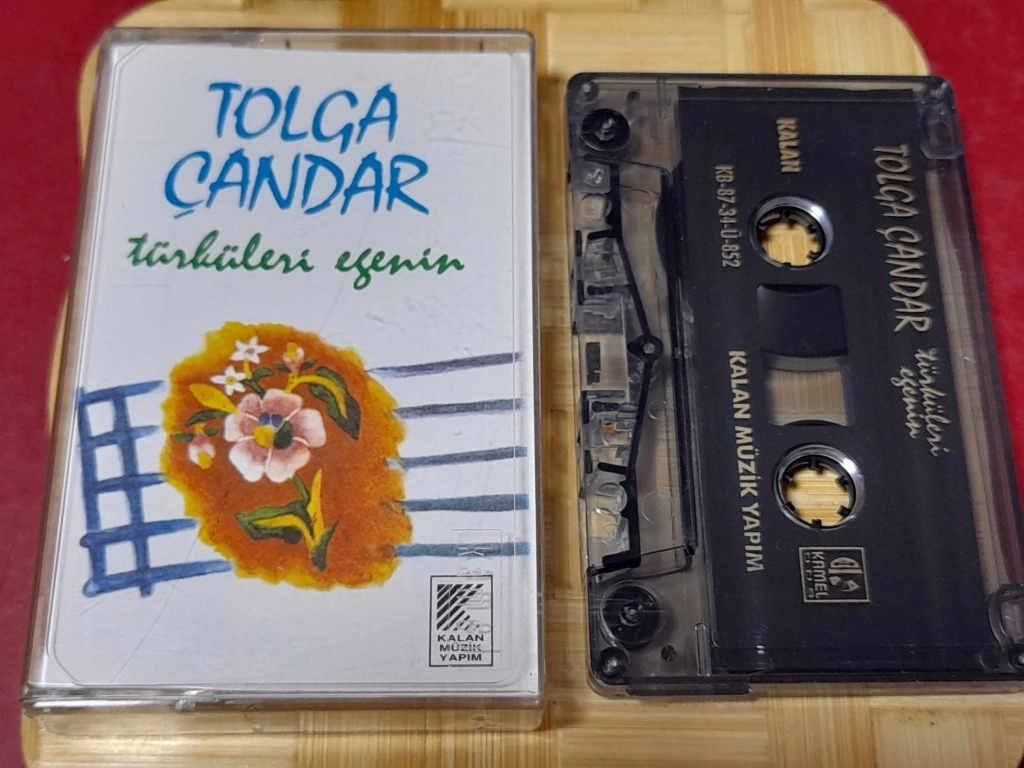 TOLGA
ÇANDAR
türküleri egenin
KALAN
MÜZİK
YAPIM
KALAN
KB-87-34-Ü-852
TOLGA ÇANDAR
türküleri
egenin
KALAN MÜZİK YAPIM
KAMEL